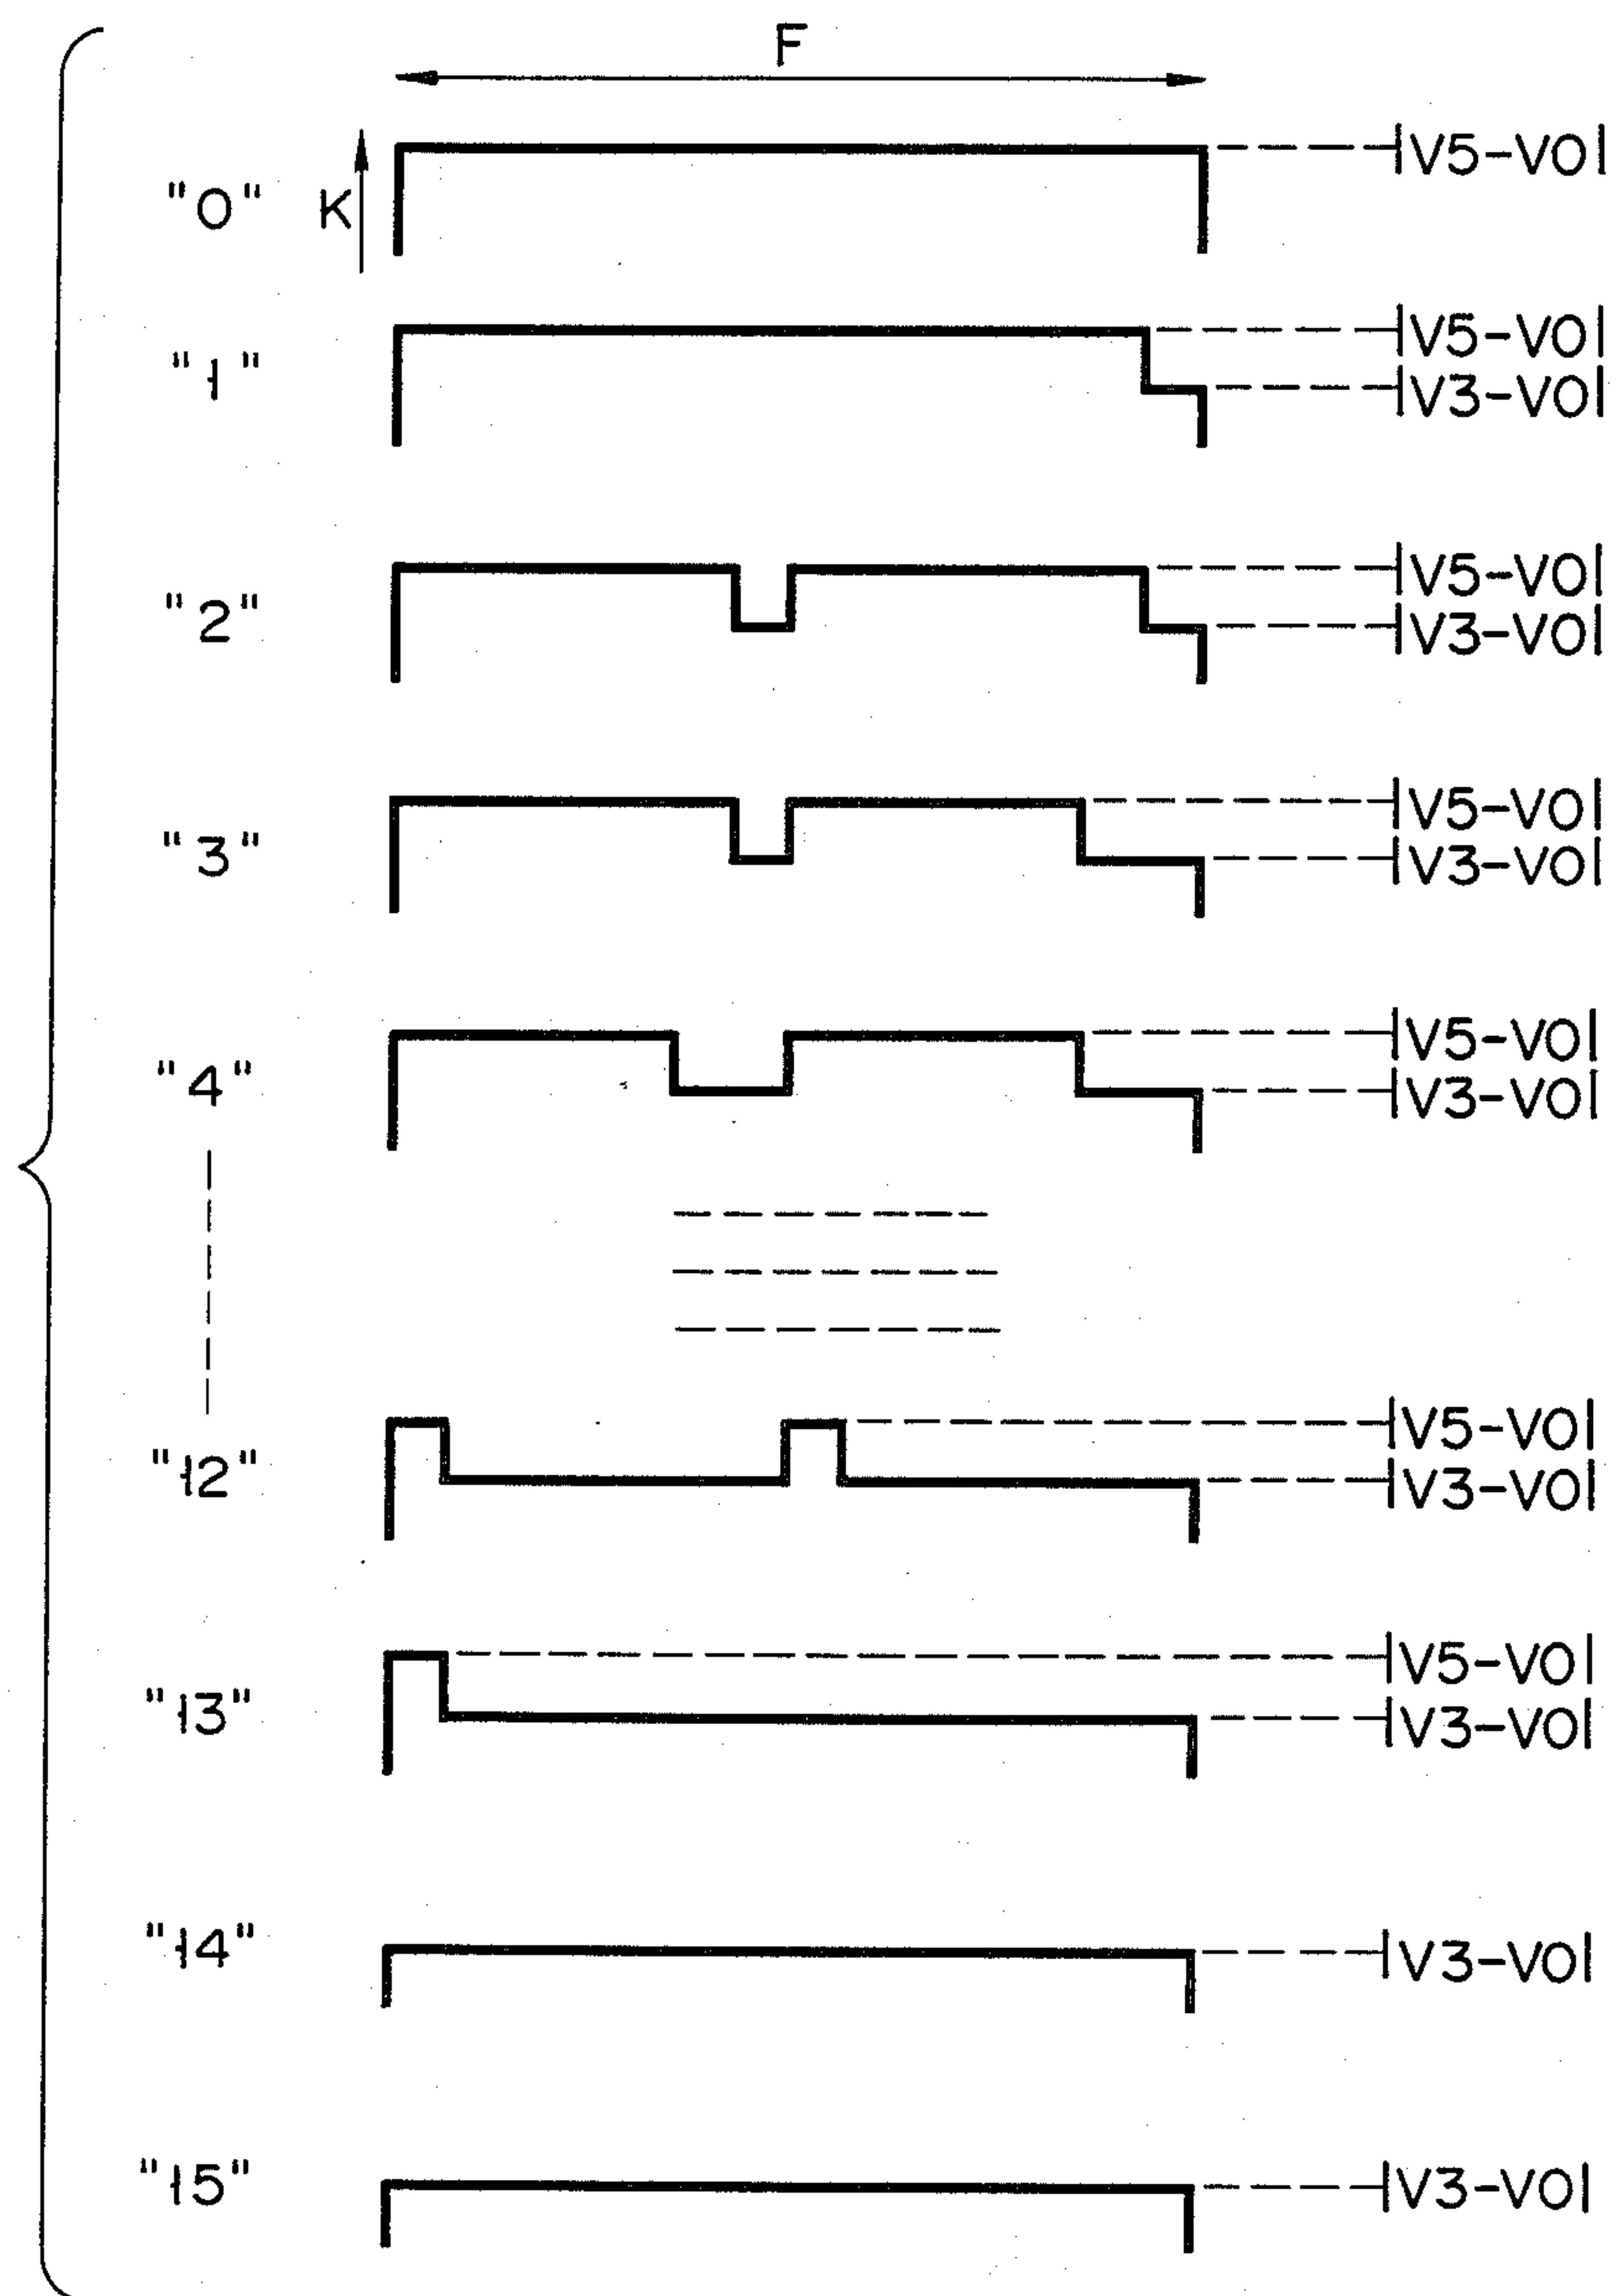 F
"0" K |V5-V0|
"1" |V5-V0|
|V3-V0|
"2" |V5-V0|
|V3-V0|
"3" |V5-V0|
|V3-V0|
"4" |V5-V0|
|V3-V0|
"12" |V5-V0|
|V3-V0|
"13" |V5-V0|
|V3-V0|
"14" |V3-V0|
"15" |V3-V0|